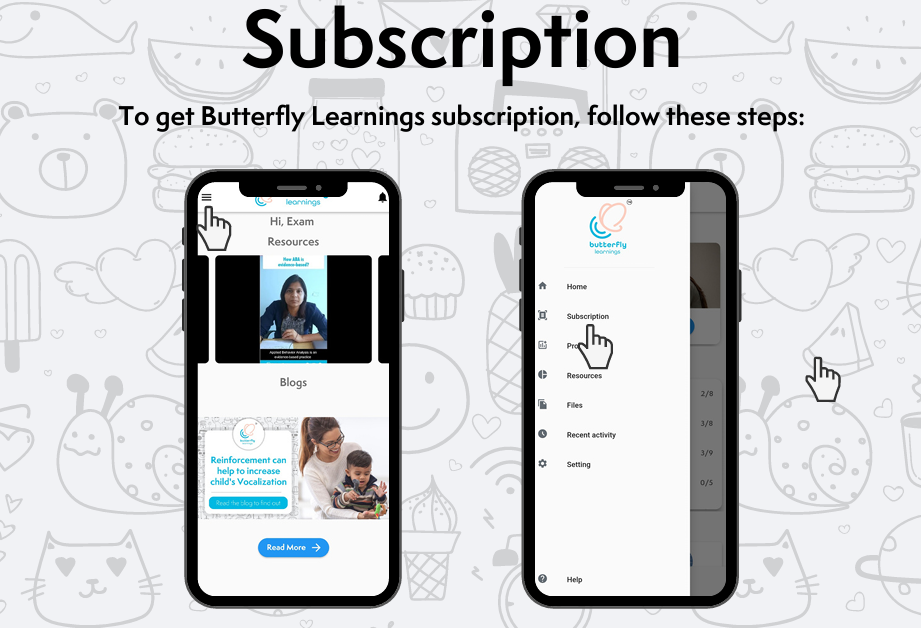 Subscription
To get Butterfly Learnings subscription, follow these steps:
learnings
Hi, Exam
Resources
How ABA is
evidence-based?
Applied Behavior Analysis is an
evidence-based practice
Blogs
butterfly
learnings
Reinforcement can
help to increase
child's Vocalization
Read the blog to find out
Read More
butterfly
learnings
Home
Subscription
Resources
Files
Recent activity
Setting
Help
2/8
3/8
3/9
0/5